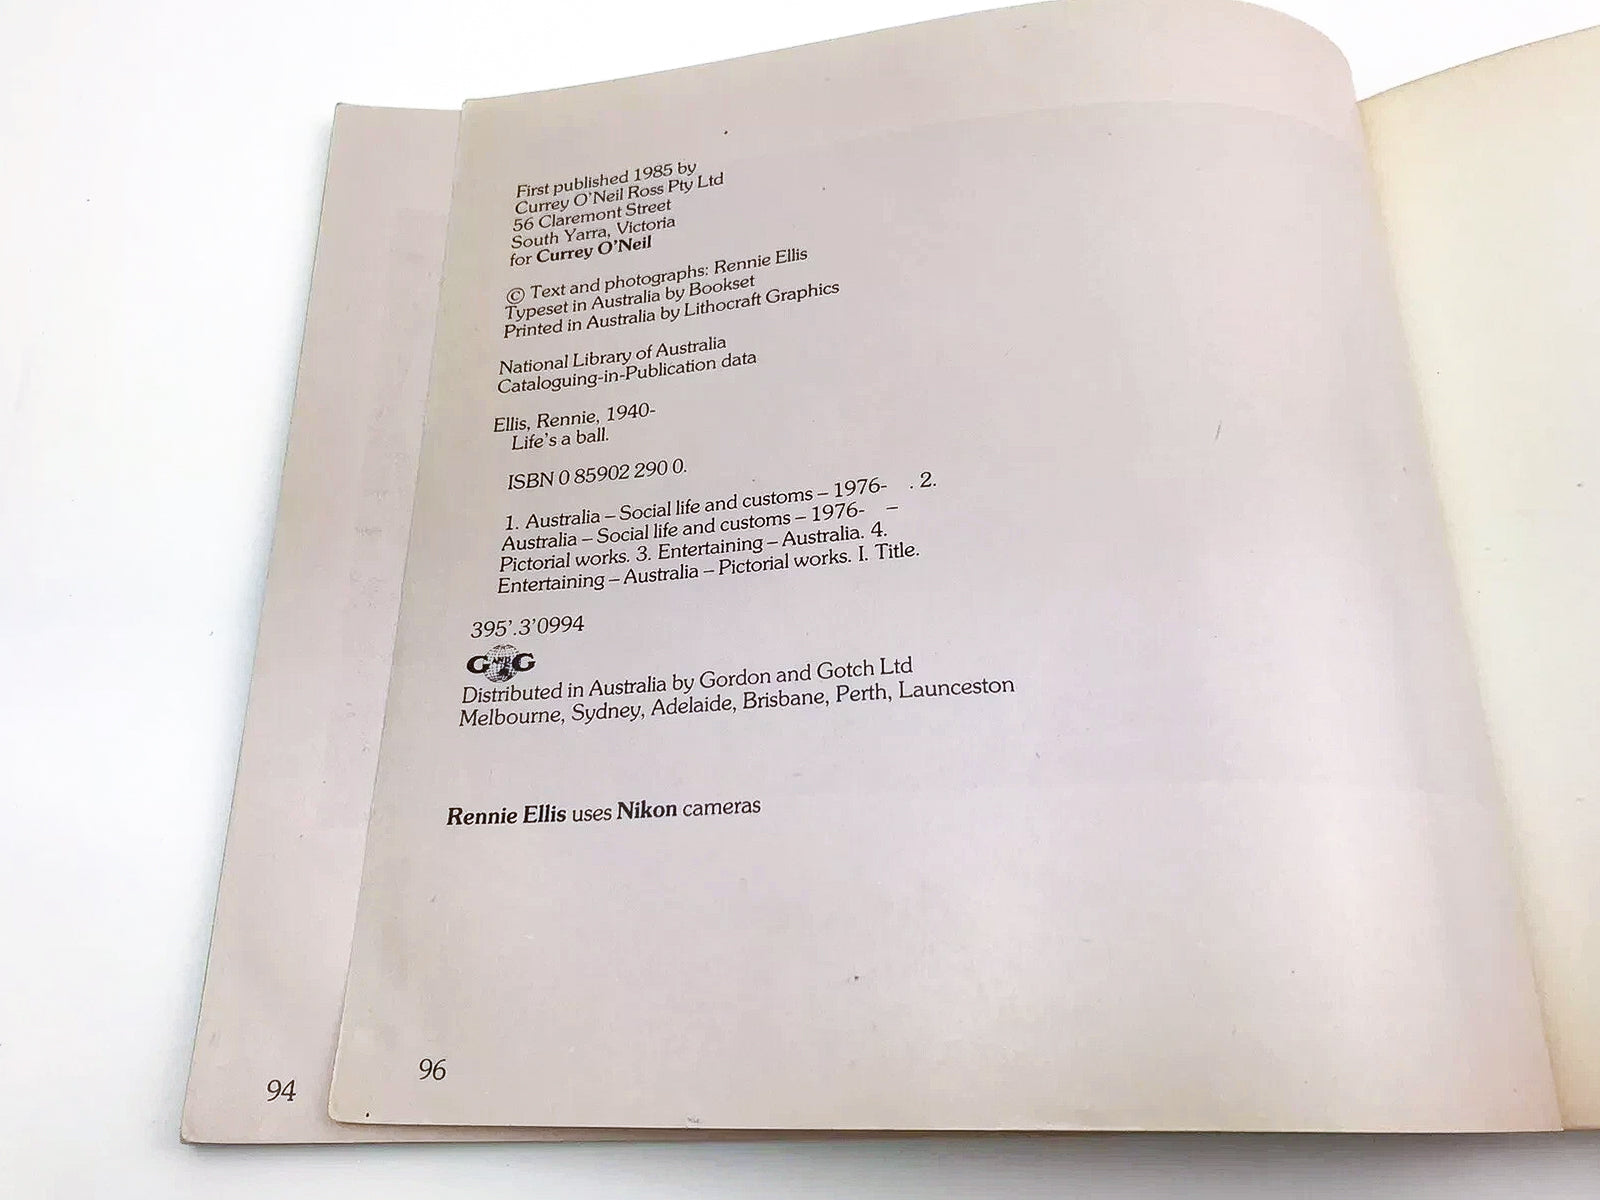 First published 1985 by
Currey O'Neil Ross Pty Ltd
56 Claremont Street
South Yarra, Victoria
for Currey O'Neil
© Text and photographs: Rennie Ellis
Typeset in Australia by Bookset
Printed in Australia by Lithocraft Graphics
National Library of Australia
Cataloguing-in-Publication data
Ellis, Rennie, 1940-
Life's a ball.
ISBN 0 85902 290 0.
1. Australia – Social life and customs – 1976- . 2.
Australia – Social life and customs – 1976- –
Pictorial works. 3. Entertaining – Australia. 4.
Entertaining – Australia – Pictorial works. I. Title.
395'.3'0994
G AND G
Distributed in Australia by Gordon and Gotch Ltd
Melbourne, Sydney, Adelaide, Brisbane, Perth, Launceston
Rennie Ellis uses Nikon cameras
96
94